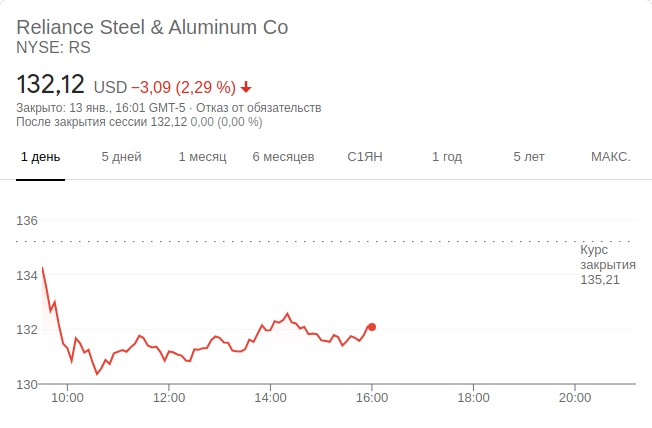 Reliance Steel & Aluminum Co
NYSE: RS
132,12 USD −3,09 (2,29 %)
Закрыто: 13 янв., 16:01 GMT-5 · Отказ от обязательств
После закрытия сессии 132,12 0,00 (0,00 %)
1 день 5 дней 1 месяц 6 месяцев С1ЯН 1 год 5 лет МАКС.
136
Курс
закрытия
135,21
134
132
130
10:00 12:00 14:00 16:00 18:00 20:00